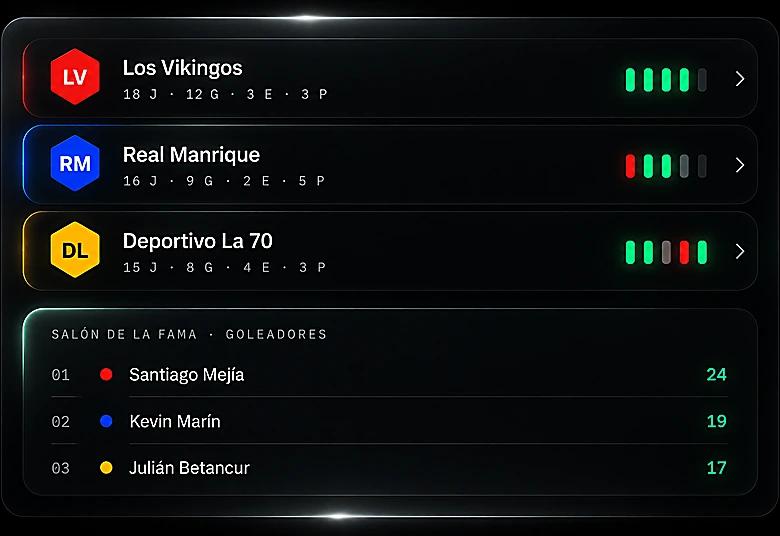 LV
Los Vikingos
18 J · 12 G · 3 E · 3 P
RM
Real Manrique
16 J · 9 G · 2 E · 5 P
DL
Deportivo La 70
15 J · 8 G · 4 E · 3 P
SALÓN DE LA FAMA · GOLEADORES
01 Santiago Mejía 24
02 Kevin Marín 19
03 Julián Betancur 17